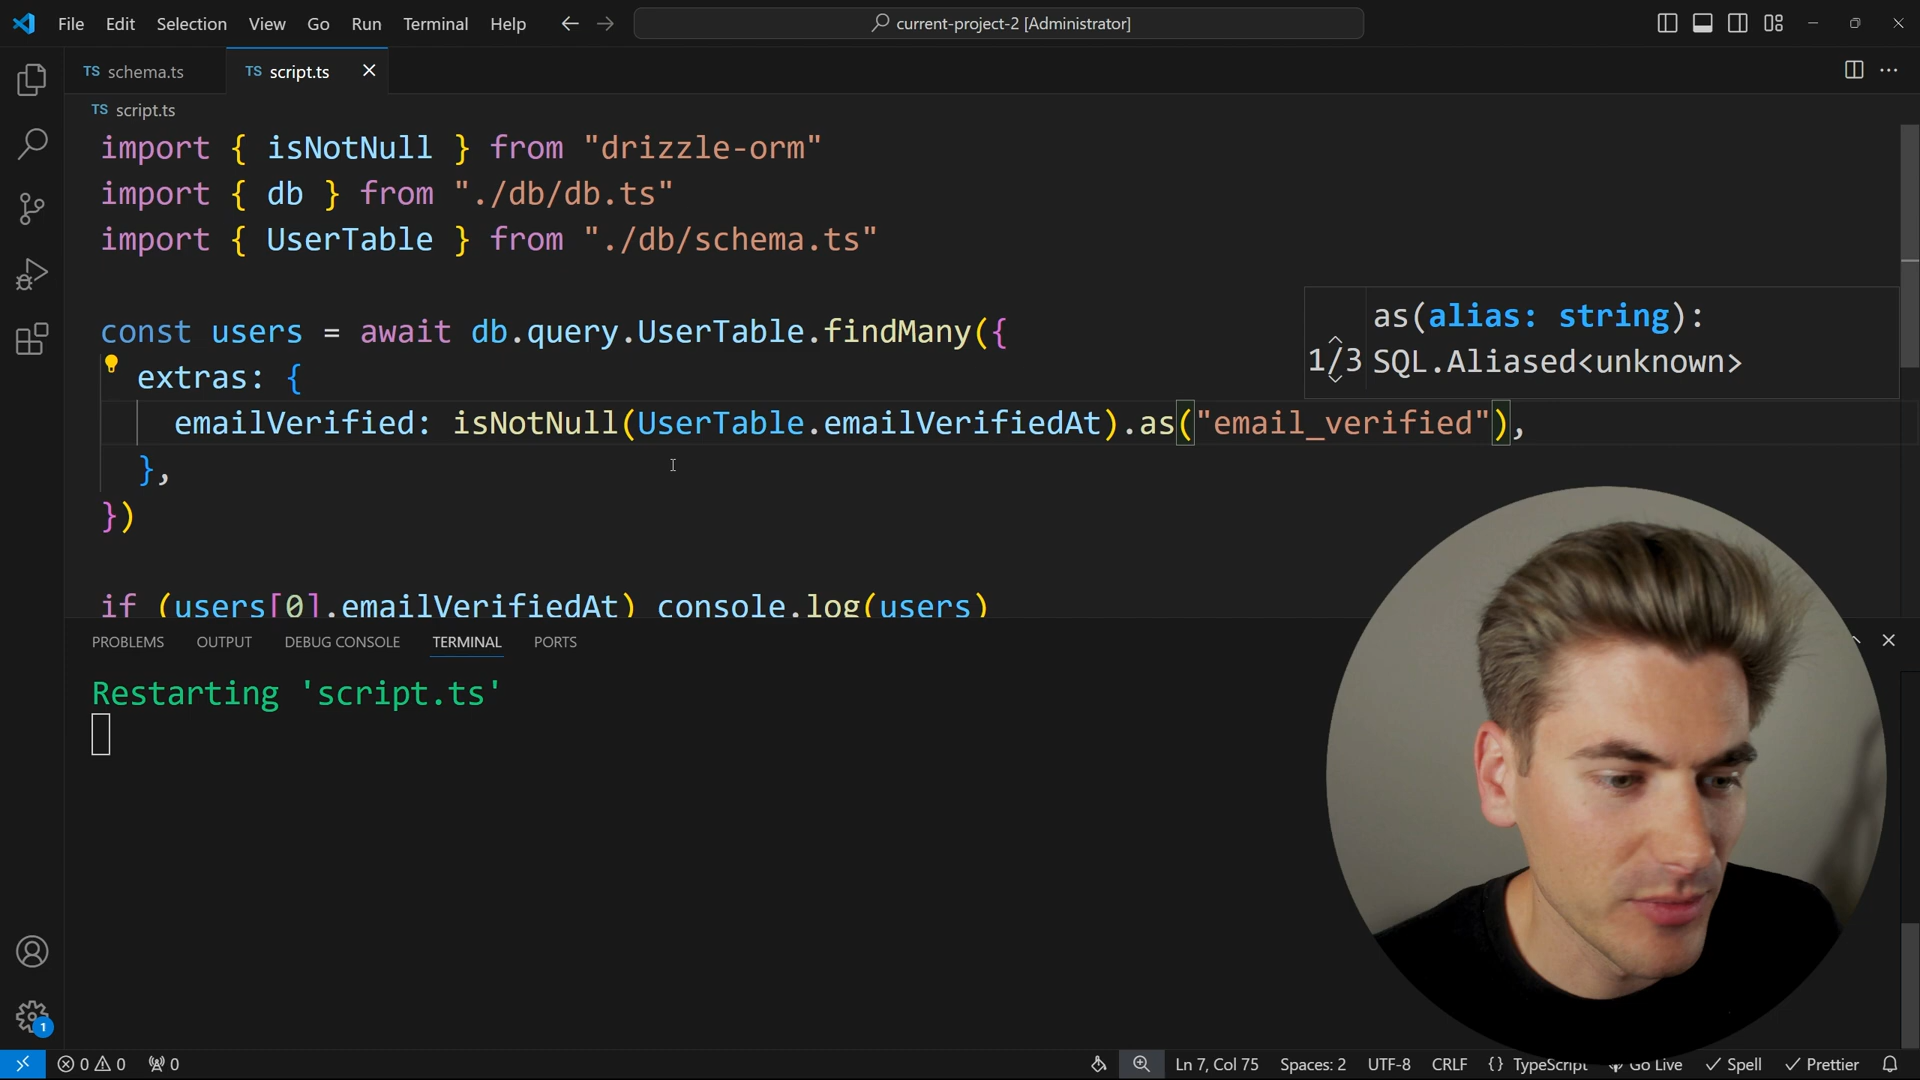 File Edit Selection View Go Run Terminal Help
current-project-2 [Administrator]
TS schema.ts
TS script.ts
TS script.ts
import { isNotNull } from "drizzle-orm"
import { db } from "./db/db.ts"
import { UserTable } from "./db/schema.ts"
as(alias: string):
1/3 SQL.Aliased<unknown>
const users = await db.query.UserTable.findMany({
extras: {
emailVerified: isNotNull(UserTable.emailVerifiedAt).as("email_verified"),
},
})
if (users[0].emailVerifiedAt) console.log(users)
PROBLEMS OUTPUT DEBUG CONSOLE TERMINAL PORTS
Restarting 'script.ts'
1
0 0 0 Ln 7, Col 75 Spaces: 2 UTF-8 CRLF {} TypeScript Go Live Spell Prettier